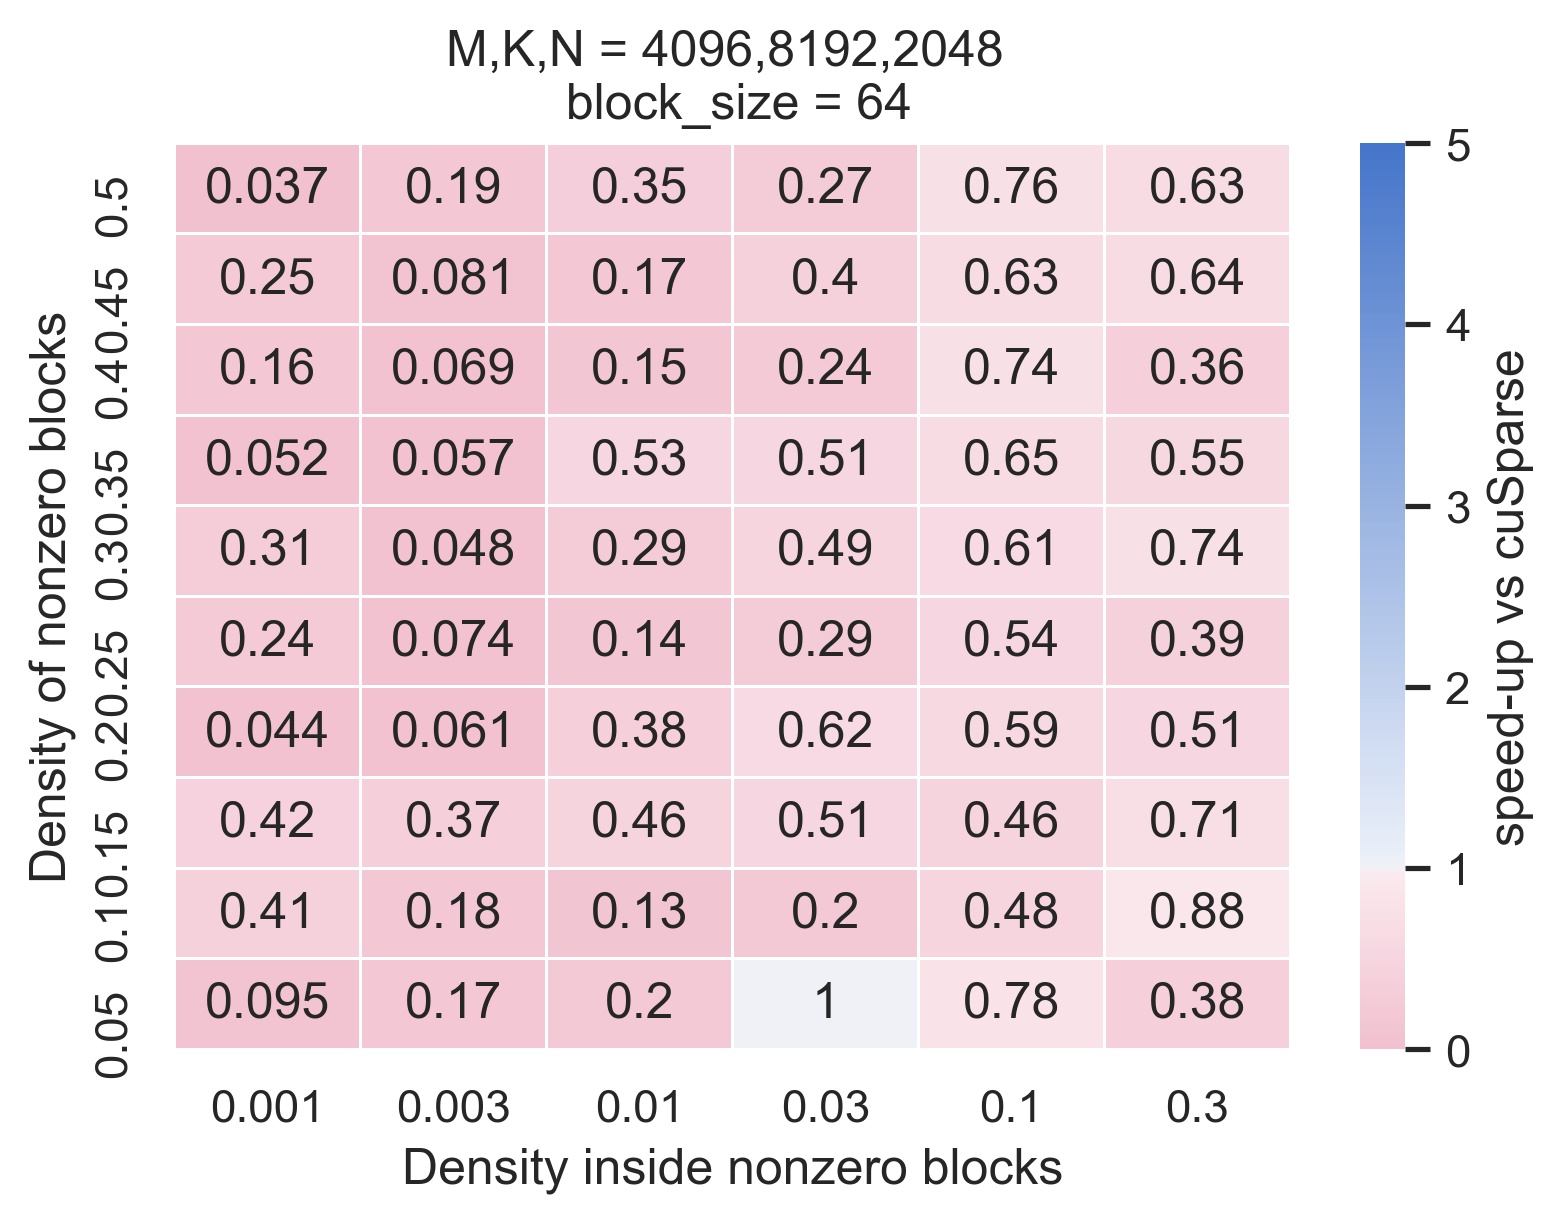 M,K,N = 4096,8192,2048
block_size = 64
Density of nonzero blocks
0.5 0.037 0.19 0.35 0.27 0.76 0.63
0.45 0.25 0.081 0.17 0.4 0.63 0.64
0.4 0.16 0.069 0.15 0.24 0.74 0.36
0.35 0.052 0.057 0.53 0.51 0.65 0.55
0.3 0.31 0.048 0.29 0.49 0.61 0.74
0.25 0.24 0.074 0.14 0.29 0.54 0.39
0.2 0.044 0.061 0.38 0.62 0.59 0.51
0.15 0.42 0.37 0.46 0.51 0.46 0.71
0.1 0.41 0.18 0.13 0.2 0.48 0.88
0.05 0.095 0.17 0.2 1 0.78 0.38
0.001 0.003 0.01 0.03 0.1 0.3
Density inside nonzero blocks
5
4
3
2
1
0
speed-up vs cuSparse